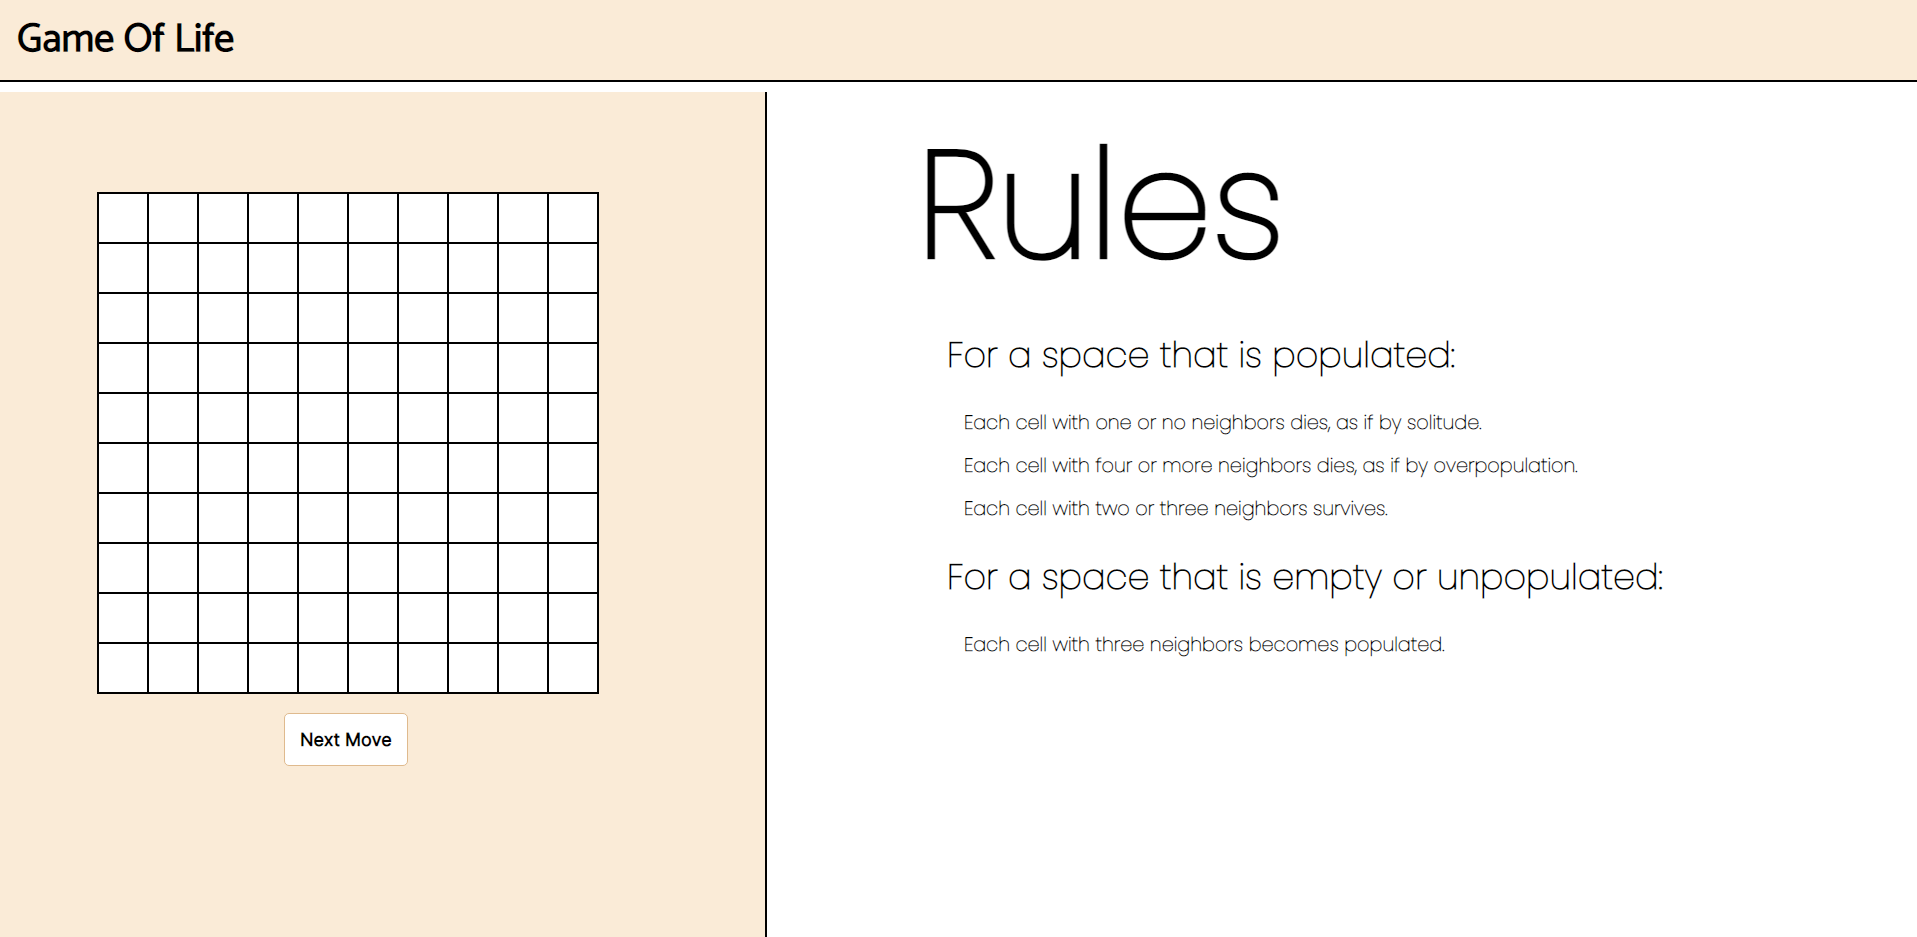 Game Of Life
Rules
For a space that is populated:
Each cell with one or no neighbors dies, as if by solitude.
Each cell with four or more neighbors dies, as if by overpopulation.
Each cell with two or three neighbors survives.
For a space that is empty or unpopulated:
Each cell with three neighbors becomes populated.
Next Move